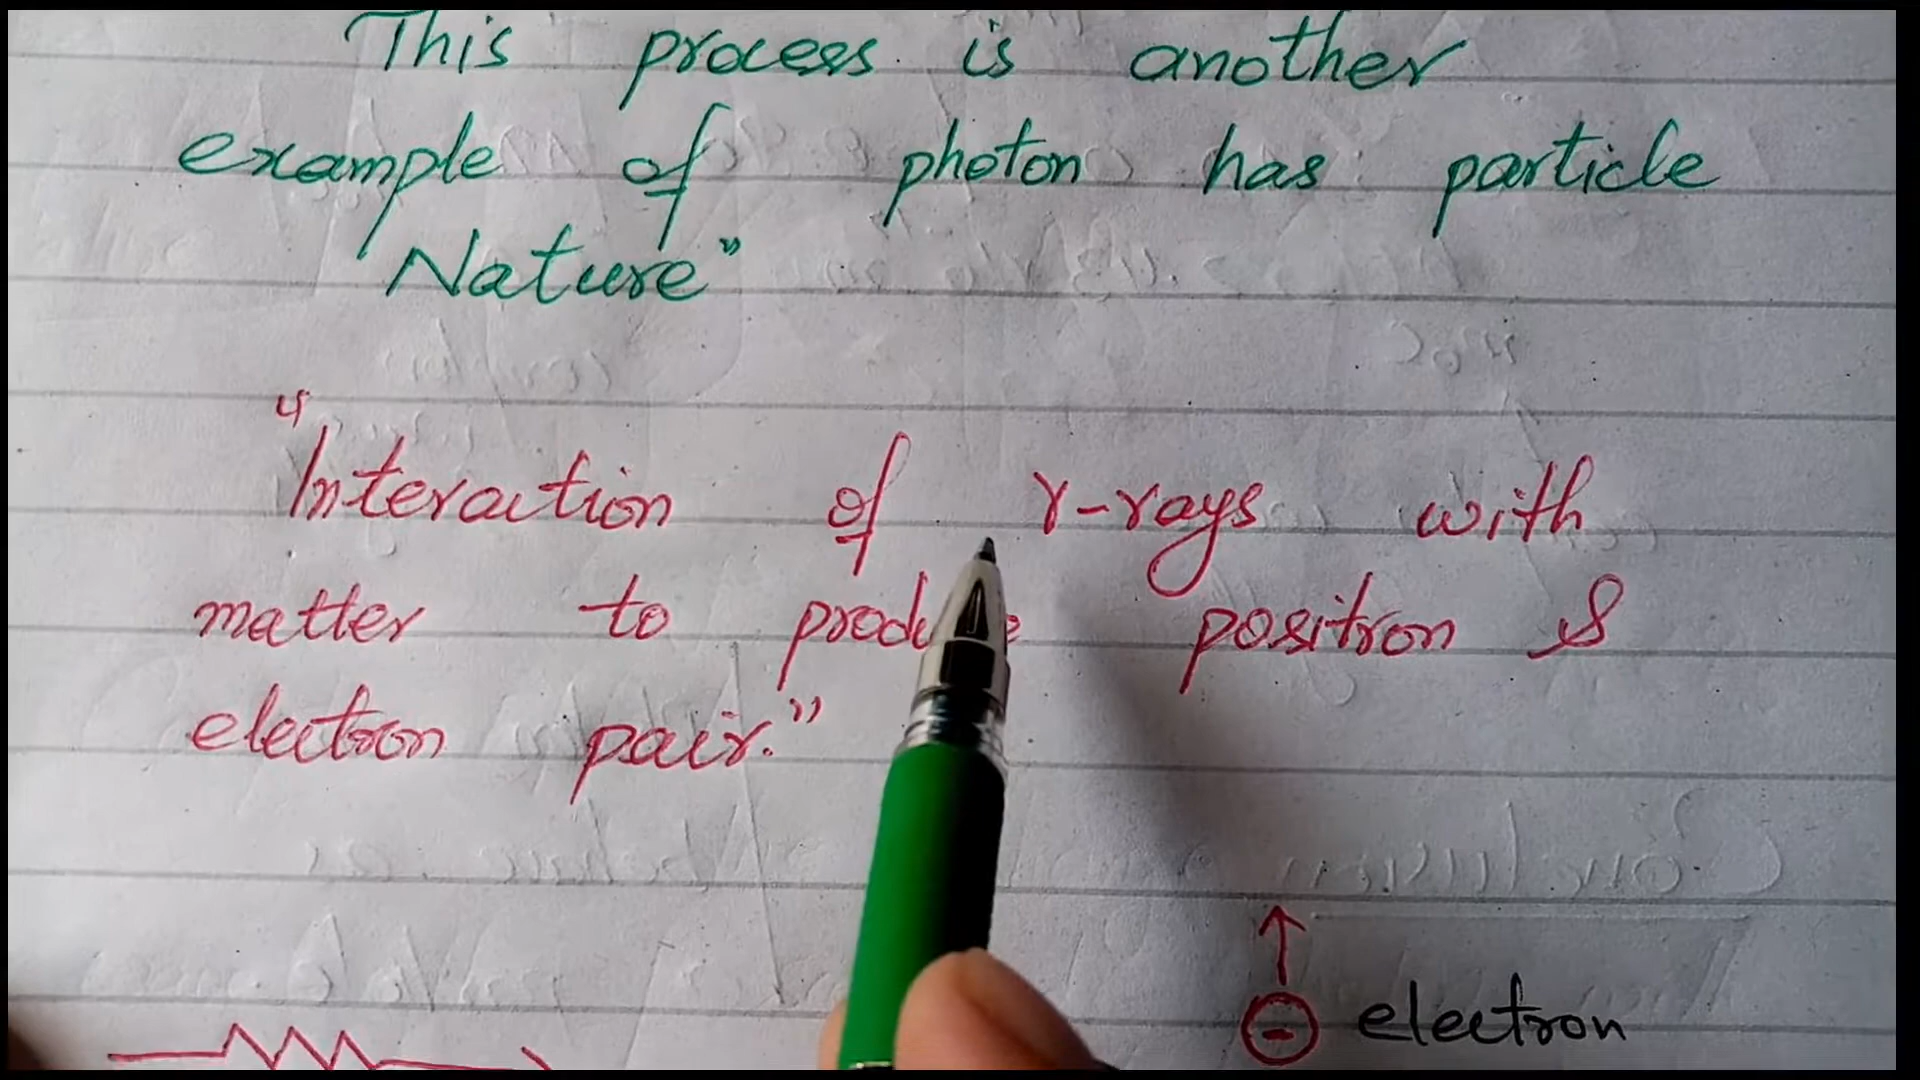 This process is another
example of photon has particle
Nature"
"Interaction of γ-rays with
matter to produce positron &
electron pair."
electron